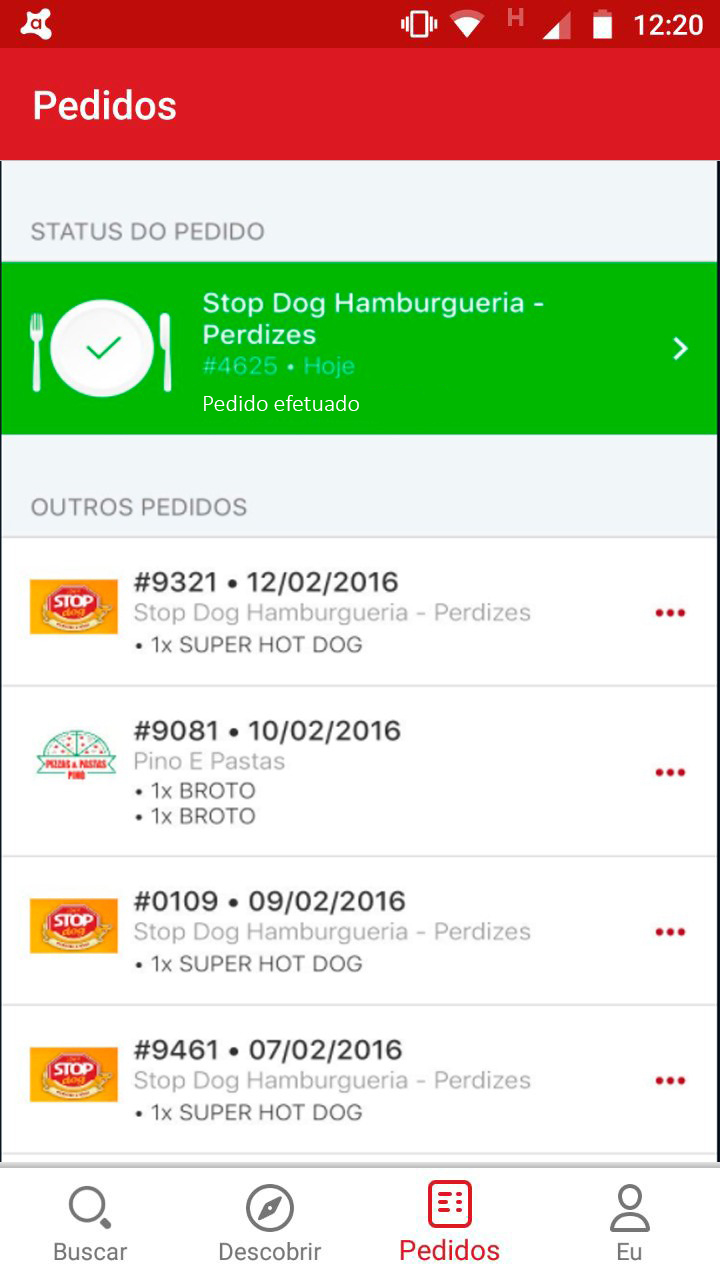 H
12:20
Pedidos
STATUS DO PEDIDO
Stop Dog Hamburgueria -
Perdizes
#4625 • Hoje
Pedido efetuado
OUTROS PEDIDOS
STOP
dog
#9321 • 12/02/2016
Stop Dog Hamburgueria - Perdizes
• 1x SUPER HOT DOG
PIZZAS & PASTAS
PINO
#9081 • 10/02/2016
Pino E Pastas
• 1x BROTO
• 1x BROTO
STOP
dog
#0109 • 09/02/2016
Stop Dog Hamburgueria - Perdizes
• 1x SUPER HOT DOG
STOP
dog
#9461 • 07/02/2016
Stop Dog Hamburgueria - Perdizes
• 1x SUPER HOT DOG
Buscar
Descobrir
Pedidos
Eu